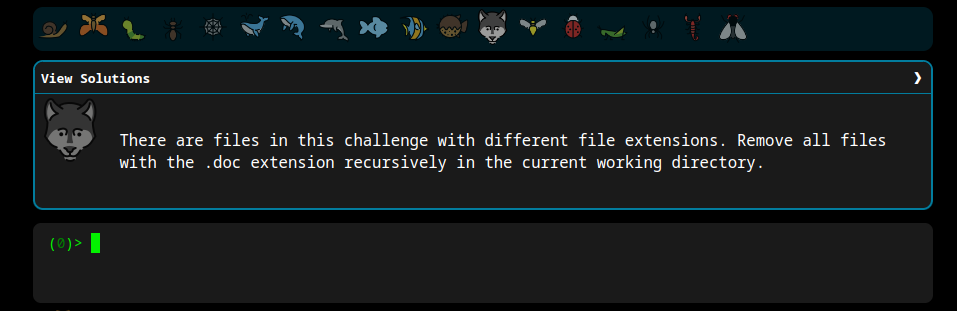 View Solutions ❯
There are files in this challenge with different file extensions. Remove all files
with the .doc extension recursively in the current working directory.
(0)>